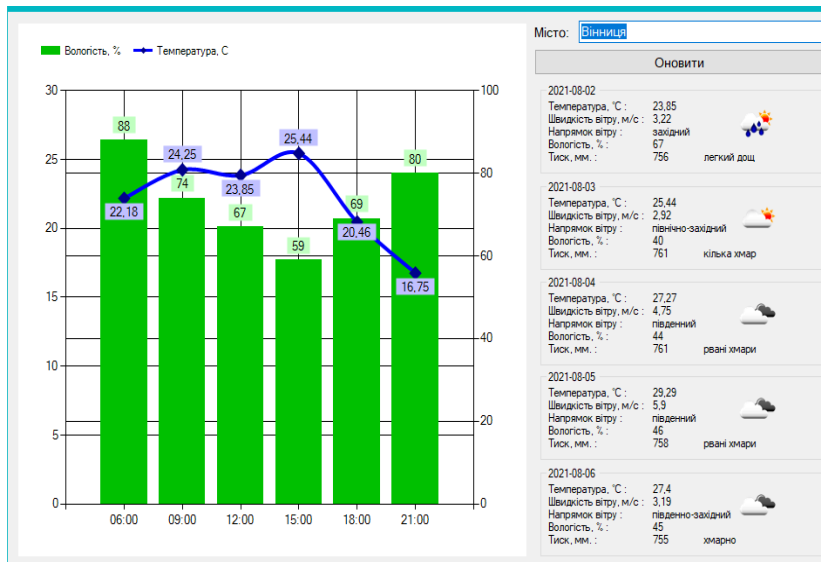 Місто: Вінниця
Оновити
Вологість, % Температура, С
30
25
20
15
10
5
0
100
80
60
40
20
0
88
74
67
59
69
80
22,18
24,25
23,85
25,44
20,46
16,75
06:00 09:00 12:00 15:00 18:00 21:00
2021-08-02
Температура, °С : 23,85
Швидкість вітру, м/с : 3,22
Напрямок вітру : західний
Вологість, % : 67
Тиск, мм. : 756 легкий дощ
2021-08-03
Температура, °С : 25,44
Швидкість вітру, м/с : 2,92
Напрямок вітру : північно-західний
Вологість, % : 40
Тиск, мм. : 761 кілька хмар
2021-08-04
Температура, °С : 27,27
Швидкість вітру, м/с : 4,75
Напрямок вітру : південний
Вологість, % : 44
Тиск, мм. : 761 рвані хмари
2021-08-05
Температура, °С : 29,29
Швидкість вітру, м/с : 5,9
Напрямок вітру : південний
Вологість, % : 46
Тиск, мм. : 758 рвані хмари
2021-08-06
Температура, °С : 27,4
Швидкість вітру, м/с : 3,19
Напрямок вітру : південно-західний
Вологість, % : 45
Тиск, мм. : 755 хмарно